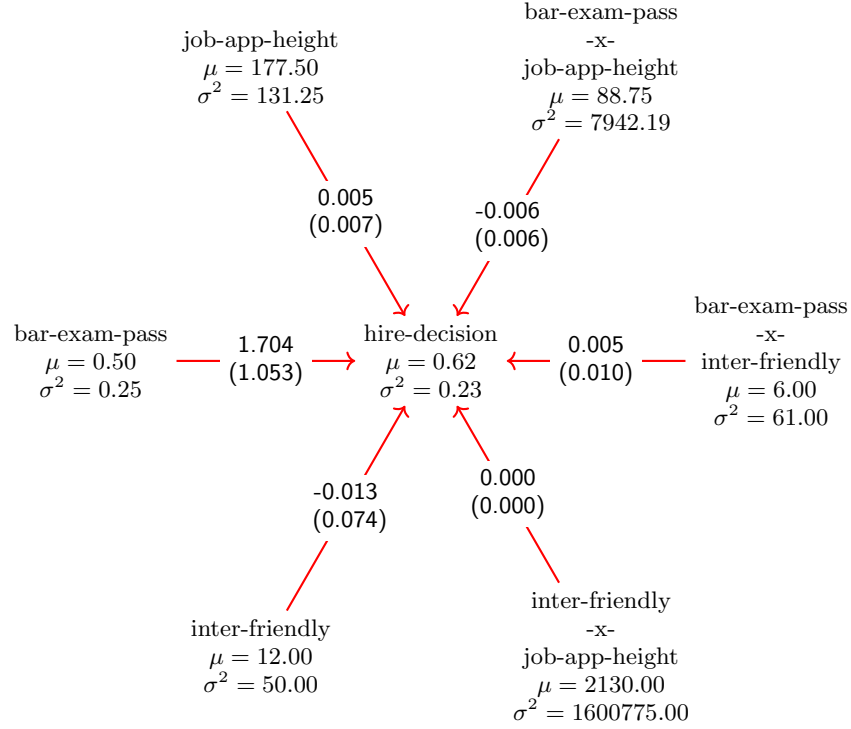 bar-exam-pass
-x-
job-app-height
μ = 88.75
σ² = 7942.19
job-app-height
μ = 177.50
σ² = 131.25
0.005
(0.007)
-0.006
(0.006)
bar-exam-pass
μ = 0.50
σ² = 0.25
1.704
(1.053)
hire-decision
μ = 0.62
σ² = 0.23
0.005
(0.010)
bar-exam-pass
-x-
inter-friendly
μ = 6.00
σ² = 61.00
-0.013
(0.074)
0.000
(0.000)
inter-friendly
μ = 12.00
σ² = 50.00
inter-friendly
-x-
job-app-height
μ = 2130.00
σ² = 1600775.00